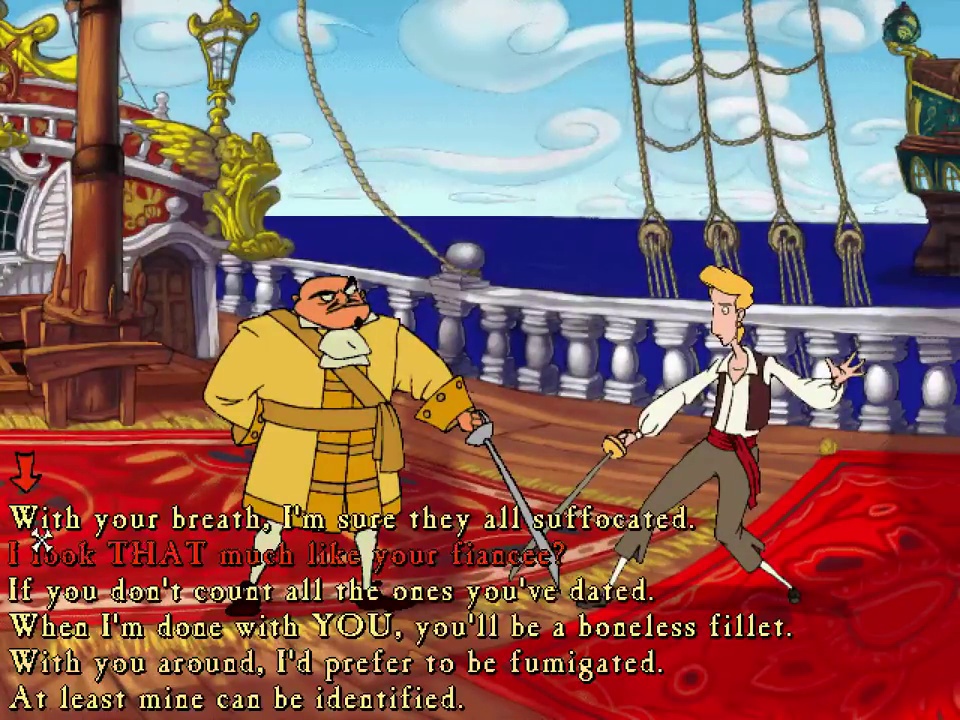 With your breath, I'm sure they all suffocated.
I look THAT much like your fiancée?
If you don't count all the ones you've dated.
When I'm done with YOU, you'll be a boneless fillet.
With you around, I'd prefer to be fumigated.
At least mine can be identified.